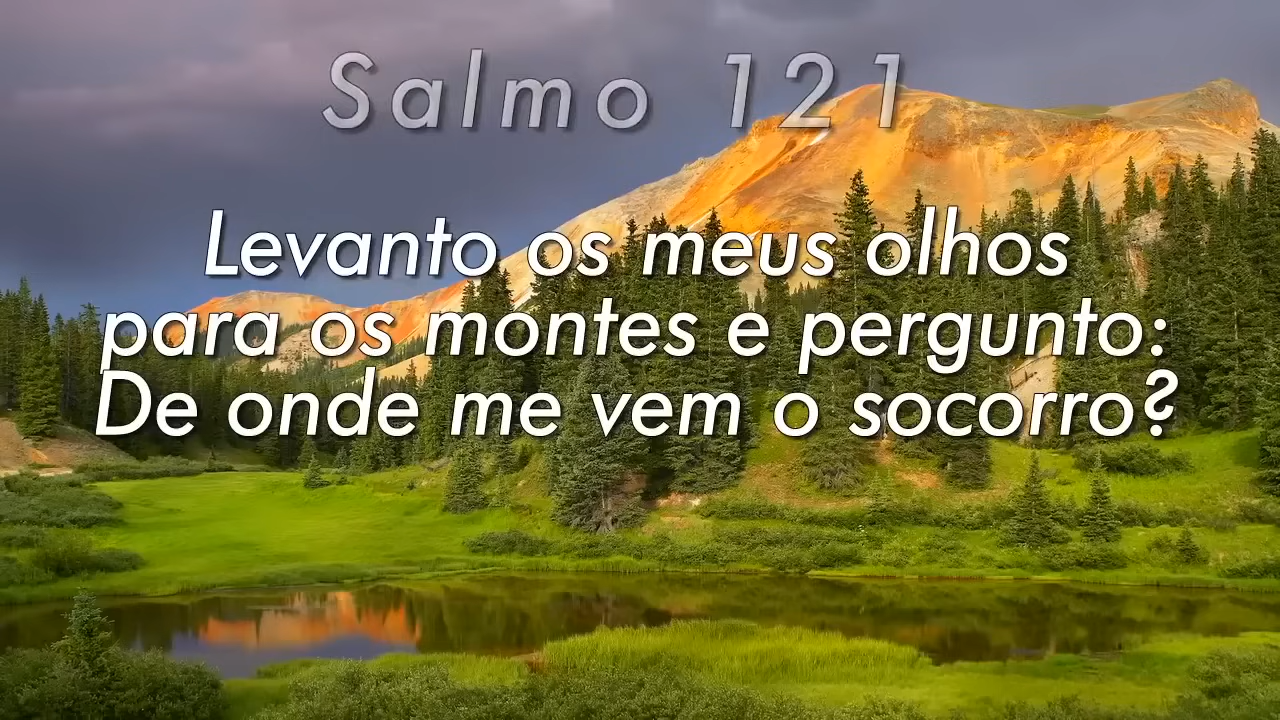 Salmo 121
Levanto os meus olhos
para os montes e pergunto:
De onde me vem o socorro?